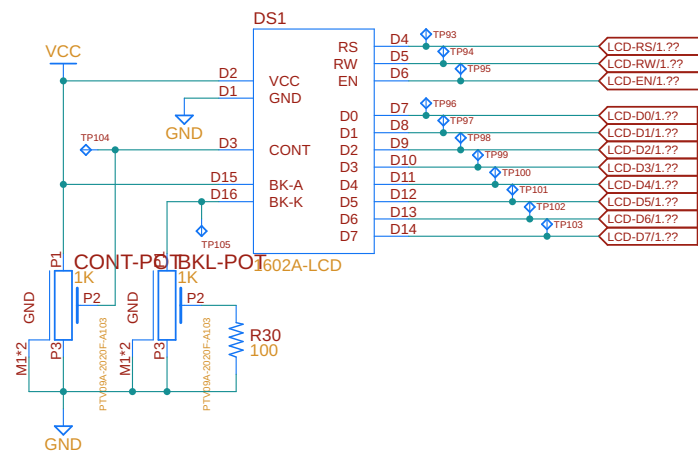 DS1
VCC
D2
D1
D3
D15
D16
GND
TP104
TP105
VCC
GND
CONT
BK-A
BK-K
RS
RW
EN
D0
D1
D2
D3
D4
D5
D6
D7
D4
D5
D6
D7
D8
D9
D10
D11
D12
D13
D14
TP93
TP94
TP95
TP96
TP97
TP98
TP99
TP100
TP101
TP102
TP103
LCD-RS/1.??
LCD-RW/1.??
LCD-EN/1.??
LCD-D0/1.??
LCD-D1/1.??
LCD-D2/1.??
LCD-D3/1.??
LCD-D4/1.??
LCD-D5/1.??
LCD-D6/1.??
LCD-D7/1.??
1602A-LCD
CONT-POT
1K
P1
P2
P3
GND
M1*2
PTV09A-2020F-A103
BKL-POT
1K
P1
P2
P3
GND
M1*2
PTV09A-2020F-A103
R30
100
GND